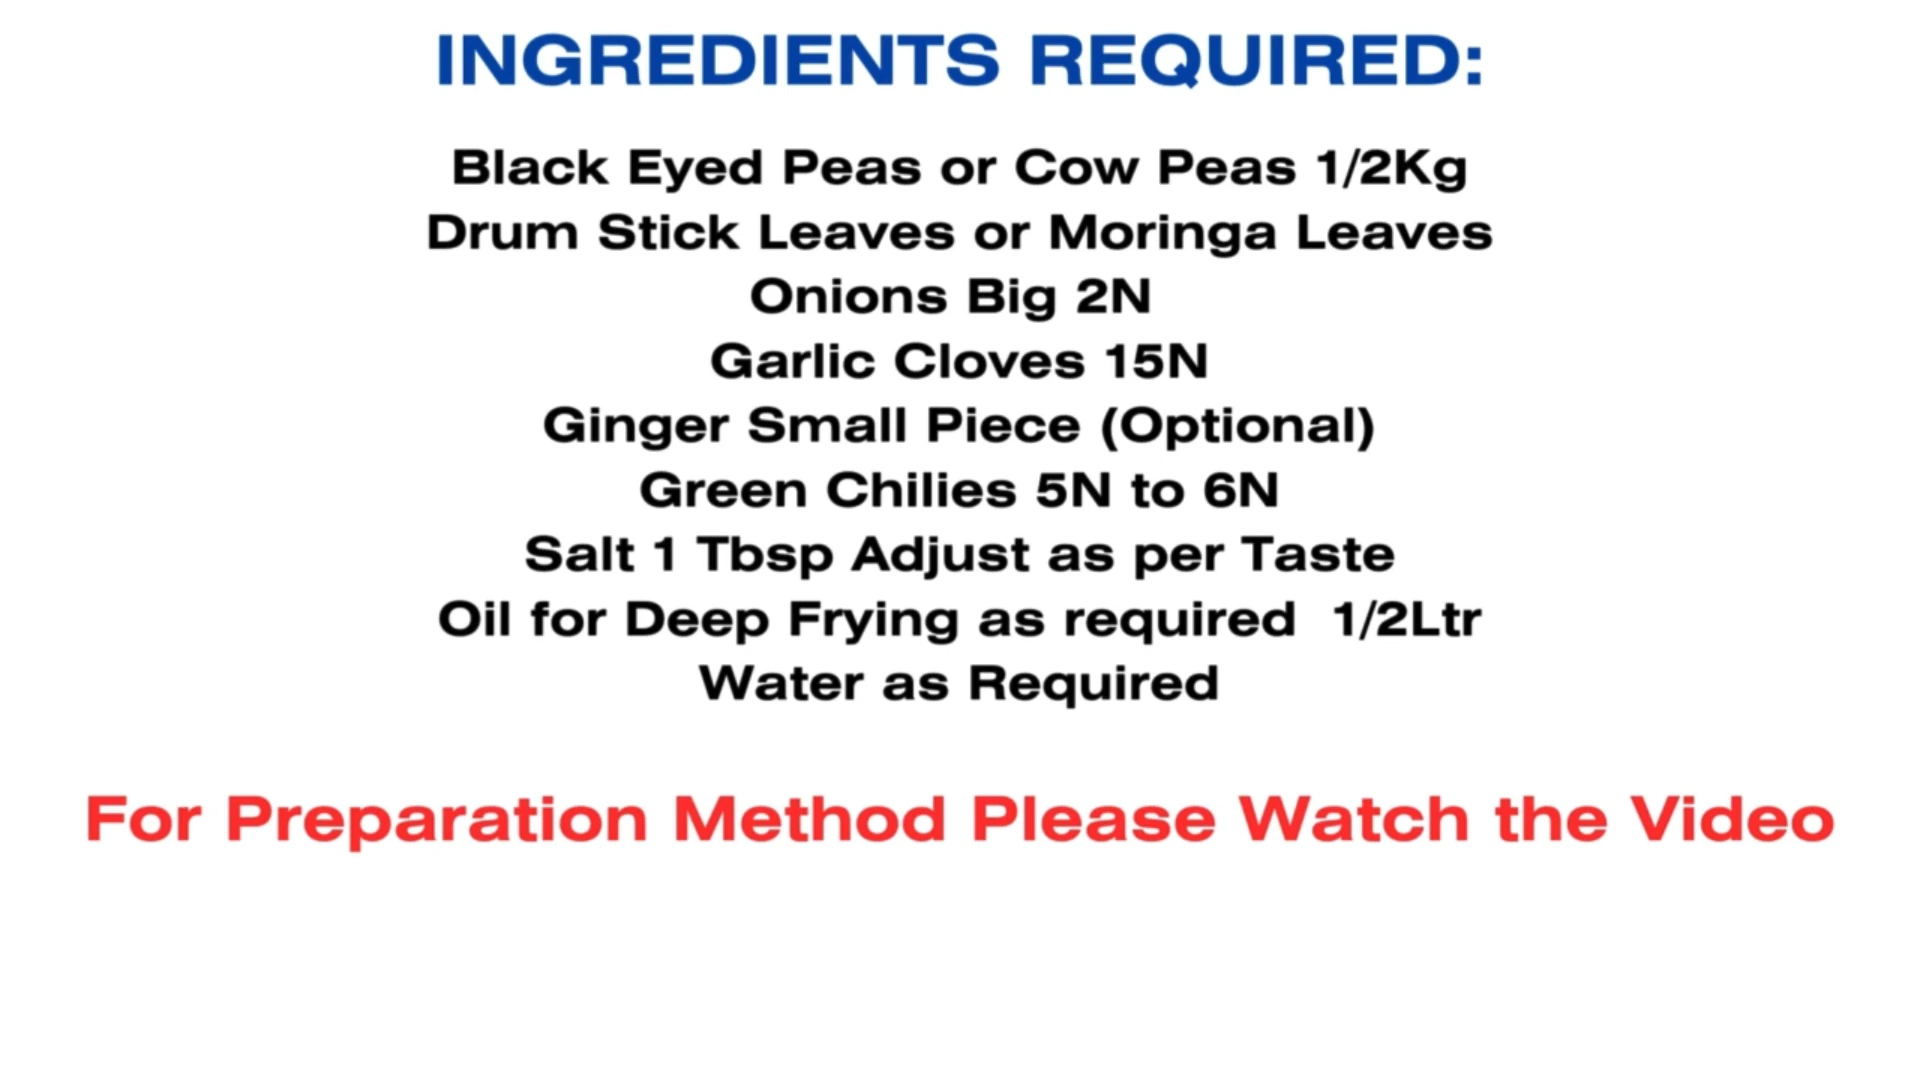 INGREDIENTS REQUIRED:
Black Eyed Peas or Cow Peas 1/2Kg
Drum Stick Leaves or Moringa Leaves
Onions Big 2N
Garlic Cloves 15N
Ginger Small Piece (Optional)
Green Chilies 5N to 6N
Salt 1 Tbsp Adjust as per Taste
Oil for Deep Frying as required 1/2Ltr
Water as Required
For Preparation Method Please Watch the Video